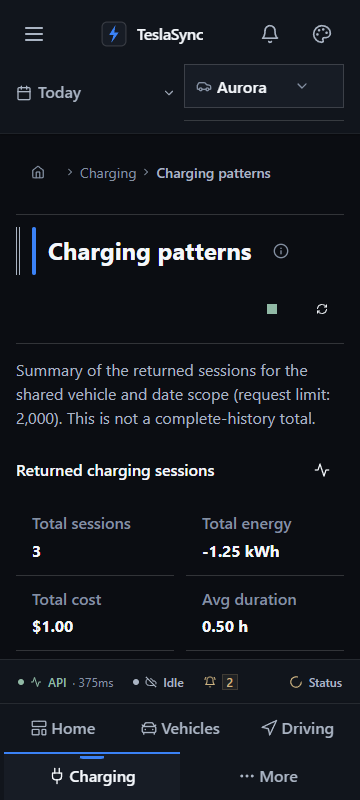 TeslaSync
Today
Aurora
Charging
Charging patterns
Charging patterns
Summary of the returned sessions for the
shared vehicle and date scope (request limit:
2,000). This is not a complete-history total.
Returned charging sessions
Total sessions
3
Total energy
-1.25 kWh
Total cost
$1.00
Avg duration
0.50 h
API · 375ms
Idle
2
Status
Home
Vehicles
Driving
Charging
More